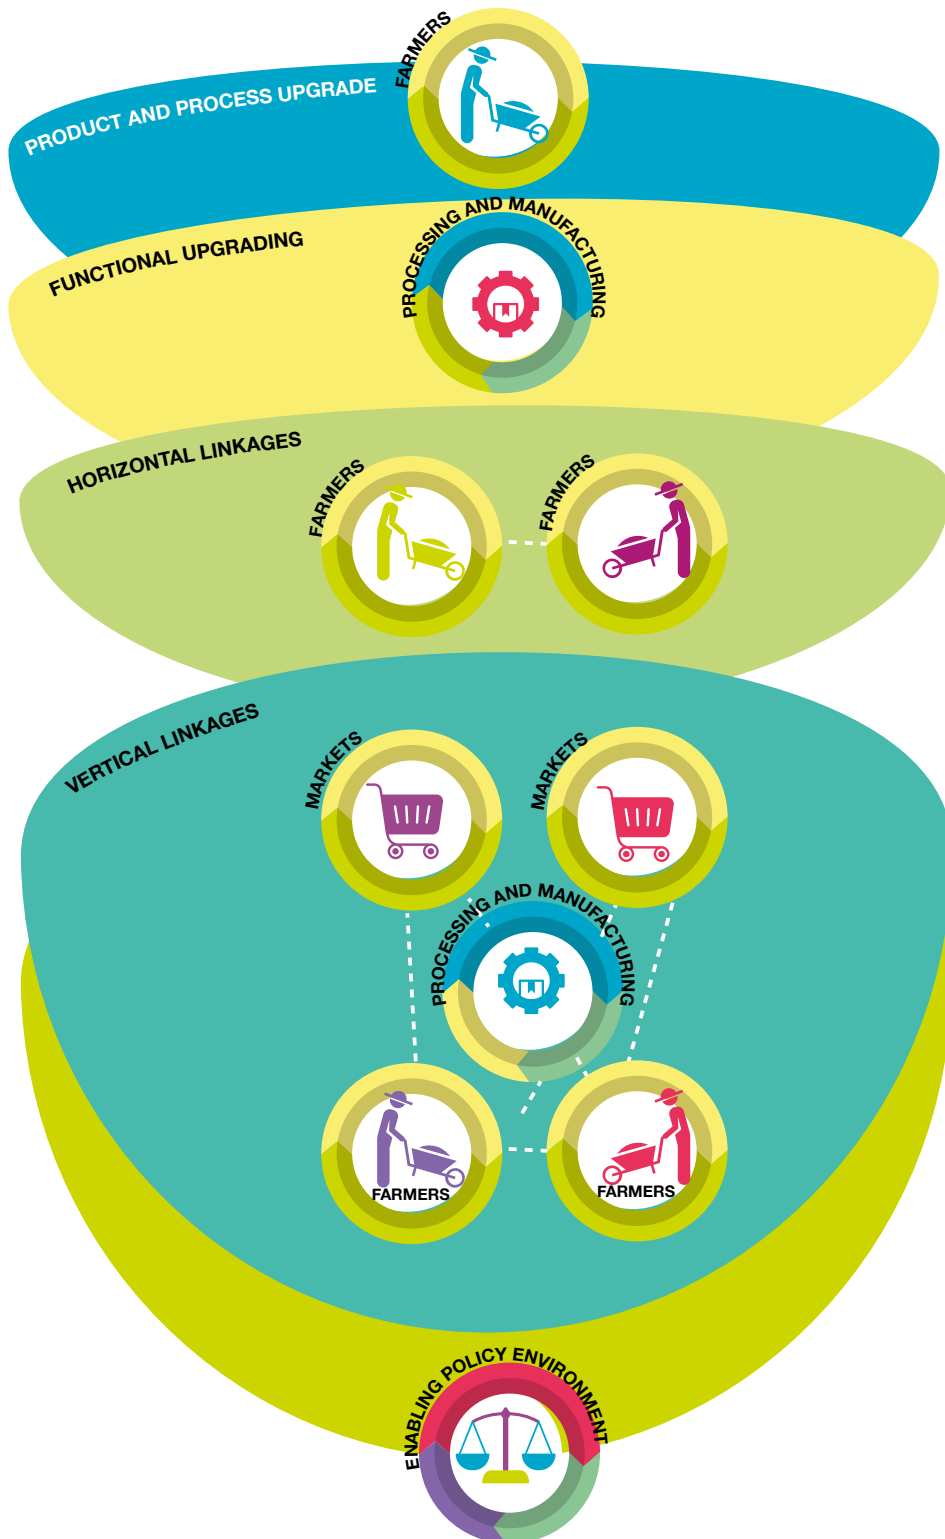 FARMERS
PRODUCT AND PROCESS UPGRADE
PROCESSING AND MANUFACTURING
FUNCTIONAL UPGRADING
HORIZONTAL LINKAGES
FARMERS
FARMERS
VERTICAL LINKAGES
MARKETS
MARKETS
PROCESSING AND MANUFACTURING
FARMERS
FARMERS
ENABLING POLICY ENVIRONMENT